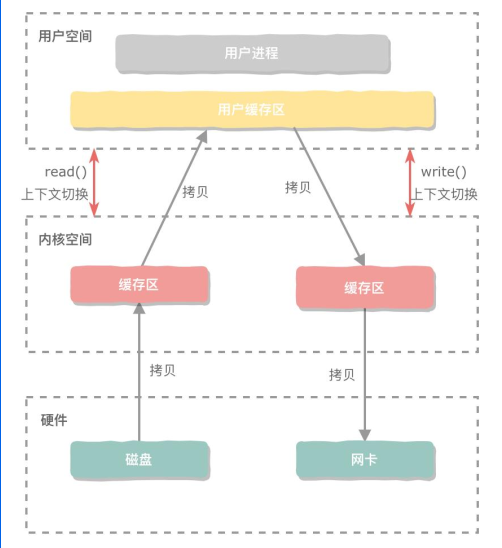 用户空间
用户进程
用户缓存区
read()
上下文切换
拷贝
拷贝
write()
上下文切换
内核空间
缓存区
缓存区
拷贝
拷贝
硬件
磁盘
网卡